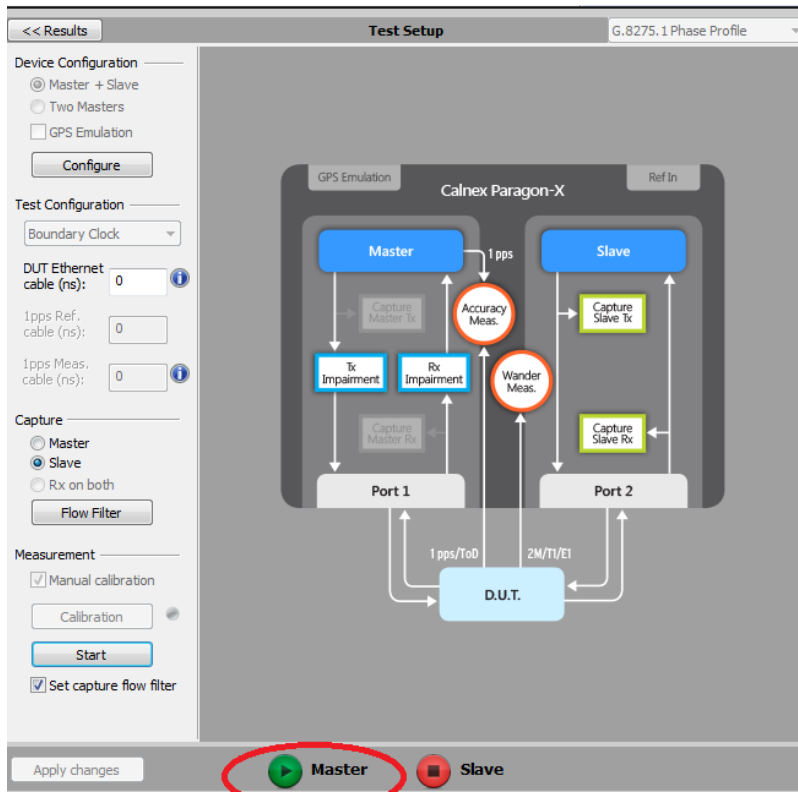 << Results
Test Setup
G.8275.1 Phase Profile
Device Configuration
Master + Slave
Two Masters
GPS Emulation
Configure
Test Configuration
Boundary Clock
DUT Ethernet
cable (ns):
0
1pps Ref.
cable (ns):
0
1pps Meas.
cable (ns):
0
Capture
Master
Slave
Rx on both
Flow Filter
Measurement
Manual calibration
Calibration
Start
Set capture flow filter
GPS Emulation
Calnex Paragon-X
Ref In
Master
1 pps
Slave
Capture
Master Tx
Accuracy
Meas.
Capture
Slave Tx
Tx
Impairment
Rx
Impairment
Wander
Meas.
Capture
Master Rx
Capture
Slave Rx
Port 1
Port 2
1 pps/ToD
2M/T1/E1
D.U.T.
Apply changes
Master
Slave